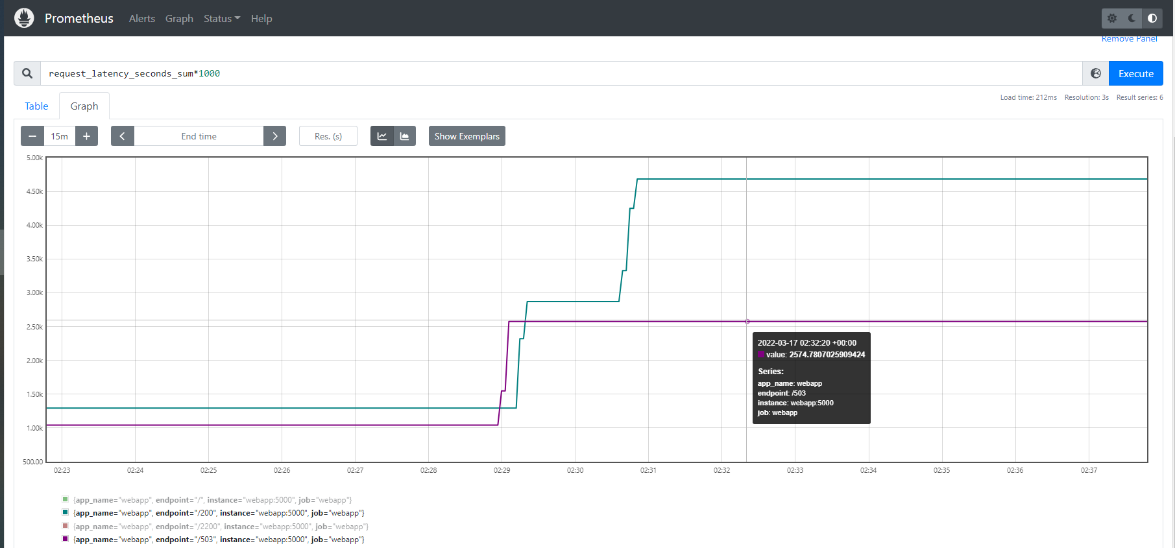 Prometheus Alerts Graph Status Help
Remove Panel
request_latency_seconds_sum*1000 Execute
Load time: 212ms Resolution: 3s Result series: 6
Table Graph
− 15m + End time Res. (s) Show Exemplars
5.00k
4.50k
4.00k
3.50k
3.00k
2.50k
2.00k
1.50k
1.00k
500.00
2022-03-17 02:32:20 +00:00
value: 2574.7807025909424
Series:
app_name: webapp
endpoint: /503
instance: webapp:5000
job: webapp
02:23 02:24 02:25 02:26 02:27 02:28 02:29 02:30 02:31 02:32 02:33 02:34 02:35 02:36 02:37
{app_name="webapp", endpoint="/", instance="webapp:5000", job="webapp"}
{app_name="webapp", endpoint="/200", instance="webapp:5000", job="webapp"}
{app_name="webapp", endpoint="/2200", instance="webapp:5000", job="webapp"}
{app_name="webapp", endpoint="/503", instance="webapp:5000", job="webapp"}